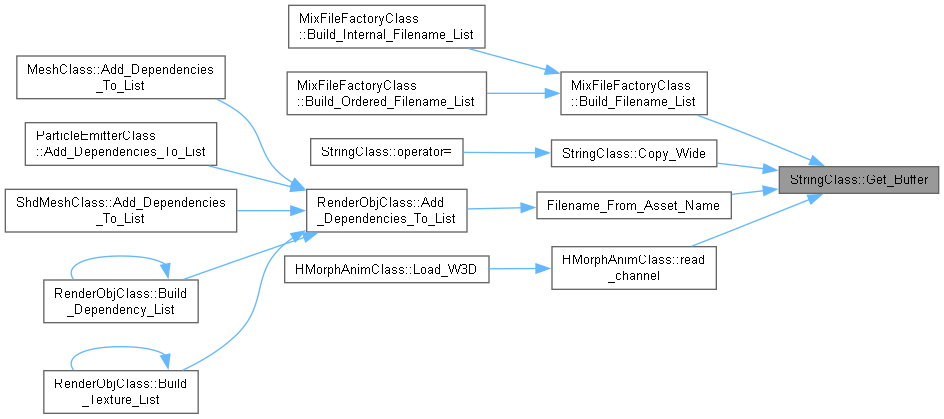 MixFileFactoryClass
::Build_Internal_Filename_List
MeshClass::Add_Dependencies
_To_List
MixFileFactoryClass
::Build_Ordered_Filename_List
MixFileFactoryClass
::Build_Filename_List
ParticleEmitterClass
::Add_Dependencies_To_List
StringClass::operator=
StringClass::Copy_Wide
StringClass::Get_Buffer
ShdMeshClass::Add_Dependencies
_To_List
RenderObjClass::Add
_Dependencies_To_List
Filename_From_Asset_Name
HMorphAnimClass::Load_W3D
HMorphAnimClass::read
_channel
RenderObjClass::Build
_Dependency_List
RenderObjClass::Build
_Texture_List